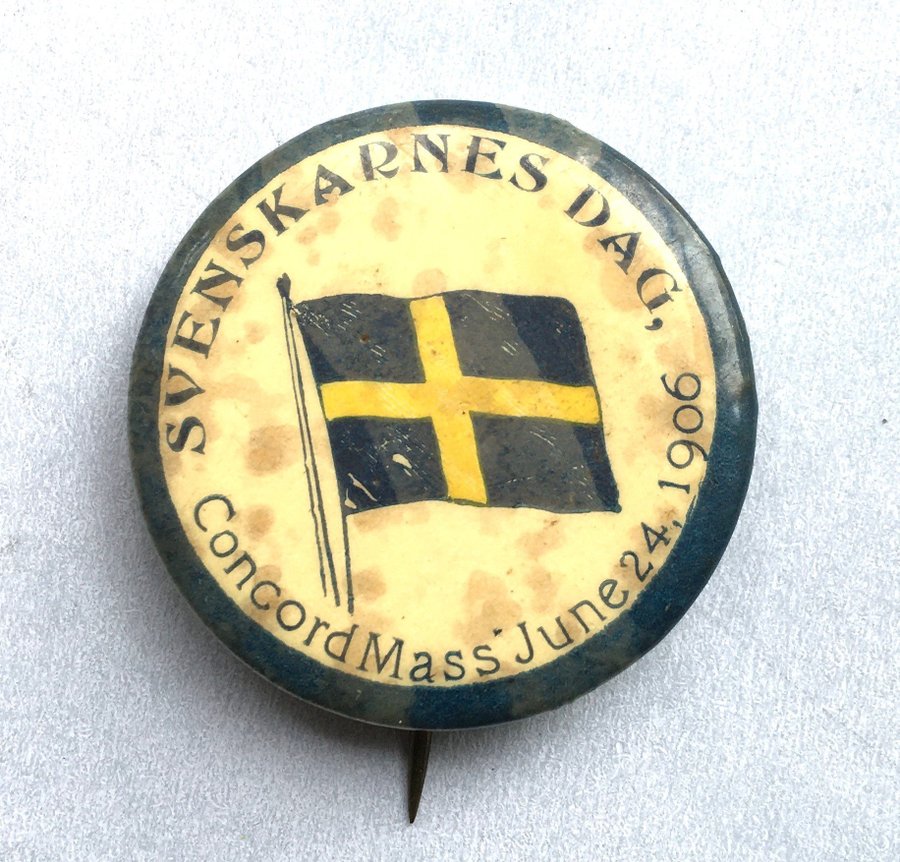 SVENSKARNES DAG,
Concord Mass June 24, 1906